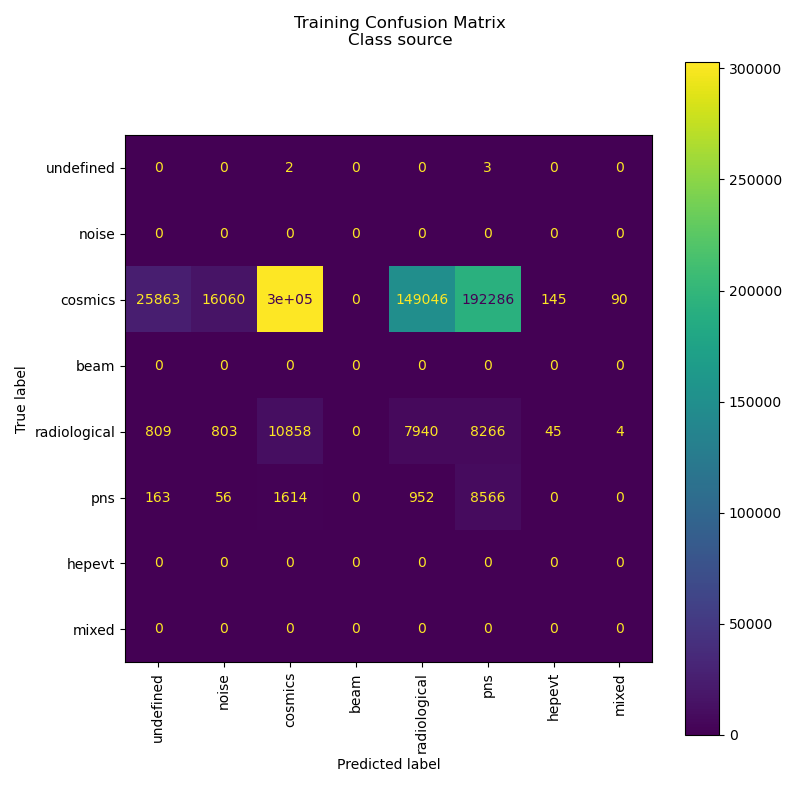 Training Confusion Matrix
Class source
undefined 0 0 2 0 0 3 0 0
noise 0 0 0 0 0 0 0 0
cosmics 25863 16060 3e+05 0 149046 192286 145 90
beam 0 0 0 0 0 0 0 0
radiological 809 803 10858 0 7940 8266 45 4
pns 163 56 1614 0 952 8566 0 0
hepevt 0 0 0 0 0 0 0 0
mixed 0 0 0 0 0 0 0 0
True label
undefined noise cosmics beam radiological pns hepevt mixed
Predicted label
300000
250000
200000
150000
100000
50000
0